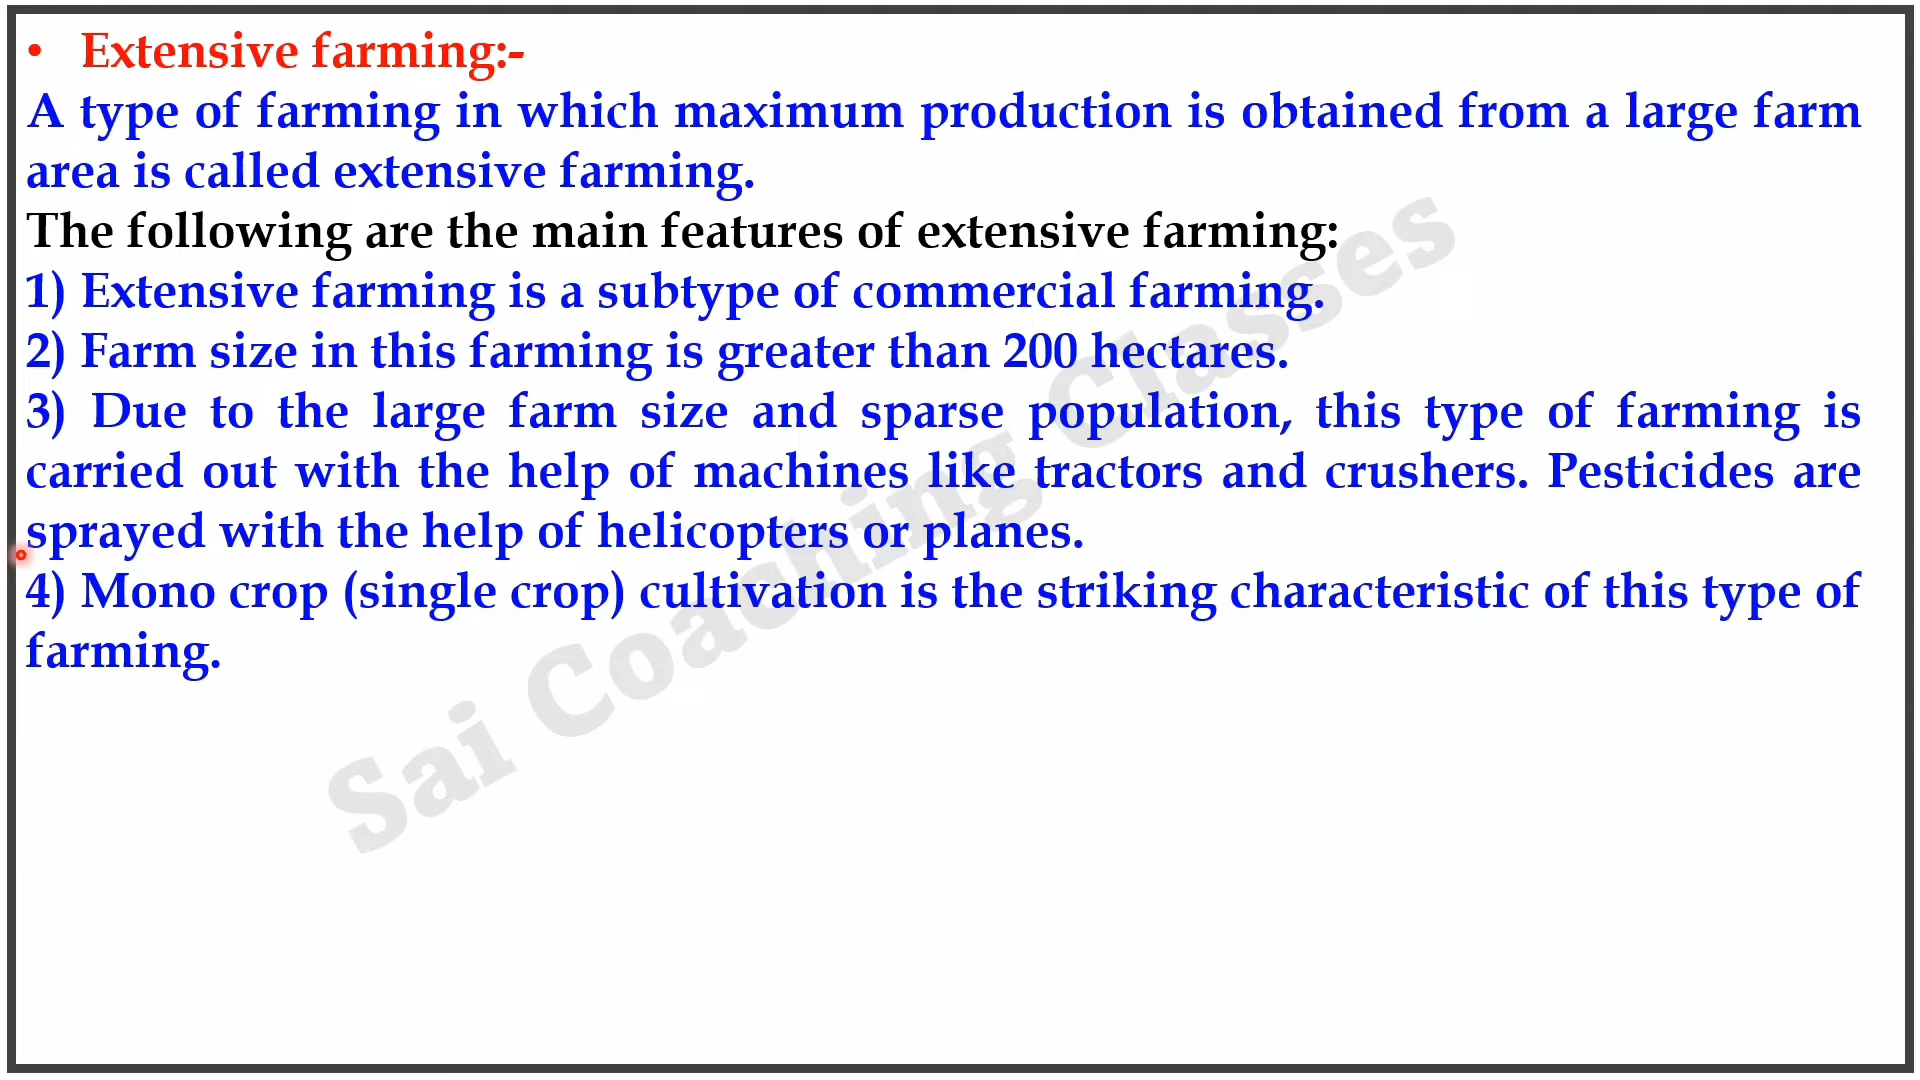 • Extensive farming:-
A type of farming in which maximum production is obtained from a large farm
area is called extensive farming.
The following are the main features of extensive farming:
1) Extensive farming is a subtype of commercial farming.
2) Farm size in this farming is greater than 200 hectares.
3) Due to the large farm size and sparse population, this type of farming is
carried out with the help of machines like tractors and crushers. Pesticides are
sprayed with the help of helicopters or planes.
4) Mono crop (single crop) cultivation is the striking characteristic of this type of
farming.
Sai Coaching Classes